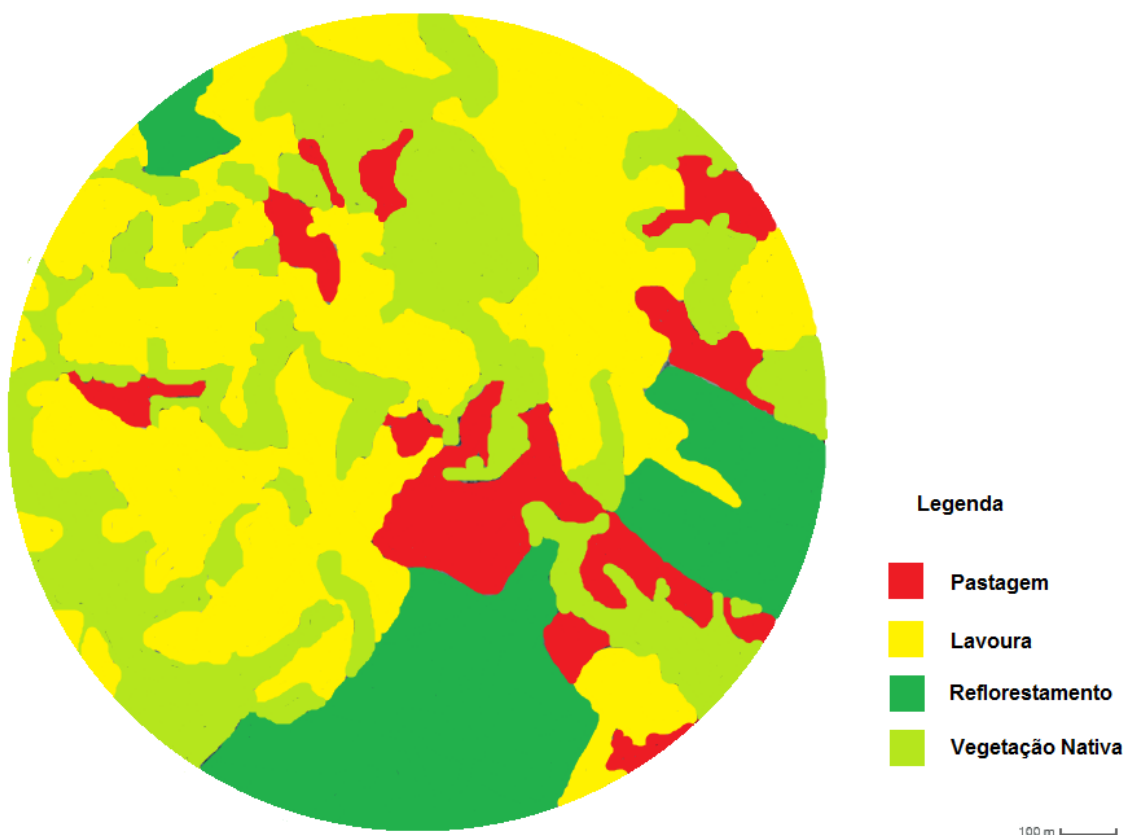 Legenda
Pastagem
Lavoura
Reflorestamento
Vegetação Nativa
100 m